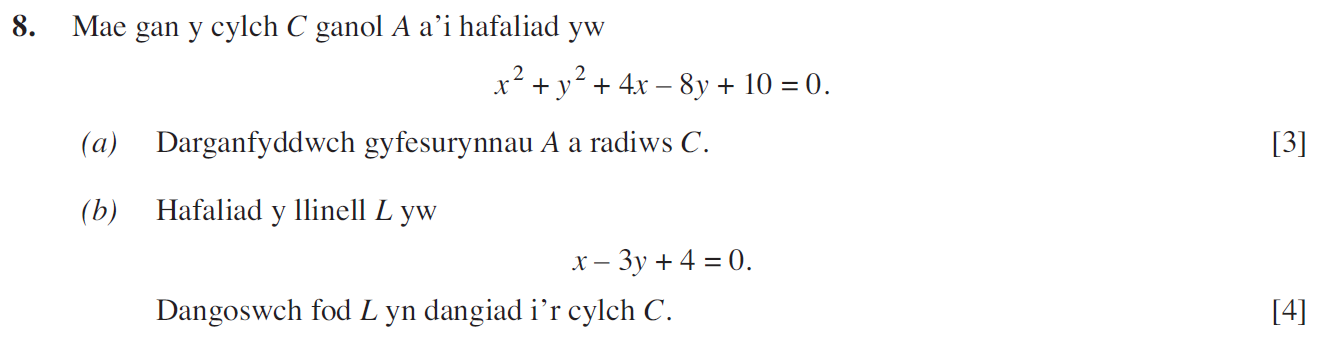 8. Mae gan y cylch C ganol A a’i hafaliad yw
x² + y² + 4x – 8y + 10 = 0.
(a) Darganfyddwch gyfesurynnau A a radiws C. [3]
(b) Hafaliad y llinell L yw
x – 3y + 4 = 0.
Dangoswch fod L yn dangiad i’r cylch C. [4]